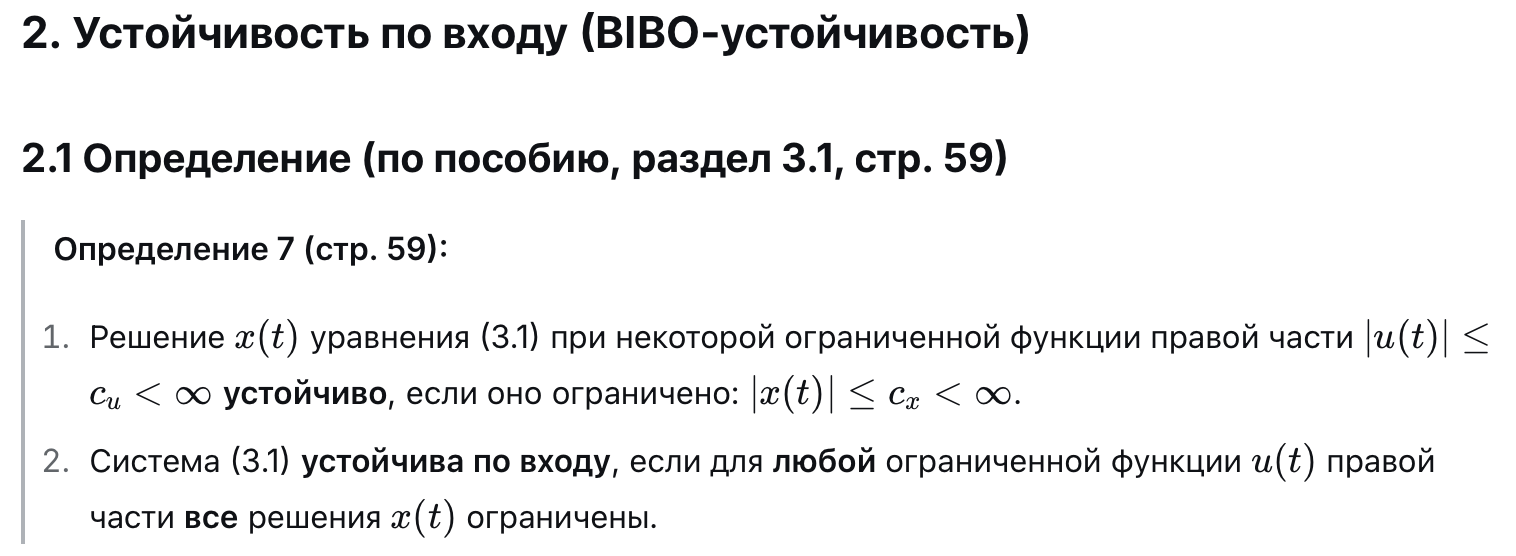 2. Устойчивость по входу (BIBO-устойчивость)
2.1 Определение (по пособию, раздел 3.1, стр. 59)
Определение 7 (стр. 59):
1. Решение x(t) уравнения (3.1) при некоторой ограниченной функции правой части |u(t)| ≤
cᵤ < ∞ устойчиво, если оно ограничено: |x(t)| ≤ cₓ < ∞.
2. Система (3.1) устойчива по входу, если для любой ограниченной функции u(t) правой
части все решения x(t) ограничены.